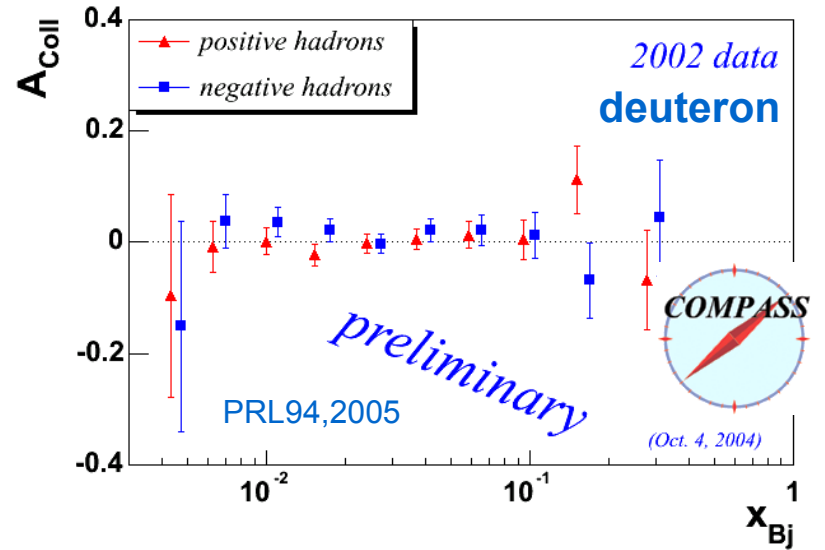 0.4
A_Coll
positive hadrons
negative hadrons
2002 data
deuteron
0.2
0
-0.2
-0.4
COMPASS
preliminary
PRL94,2005
(Oct. 4, 2004)
10⁻²
10⁻¹
1
x_Bj